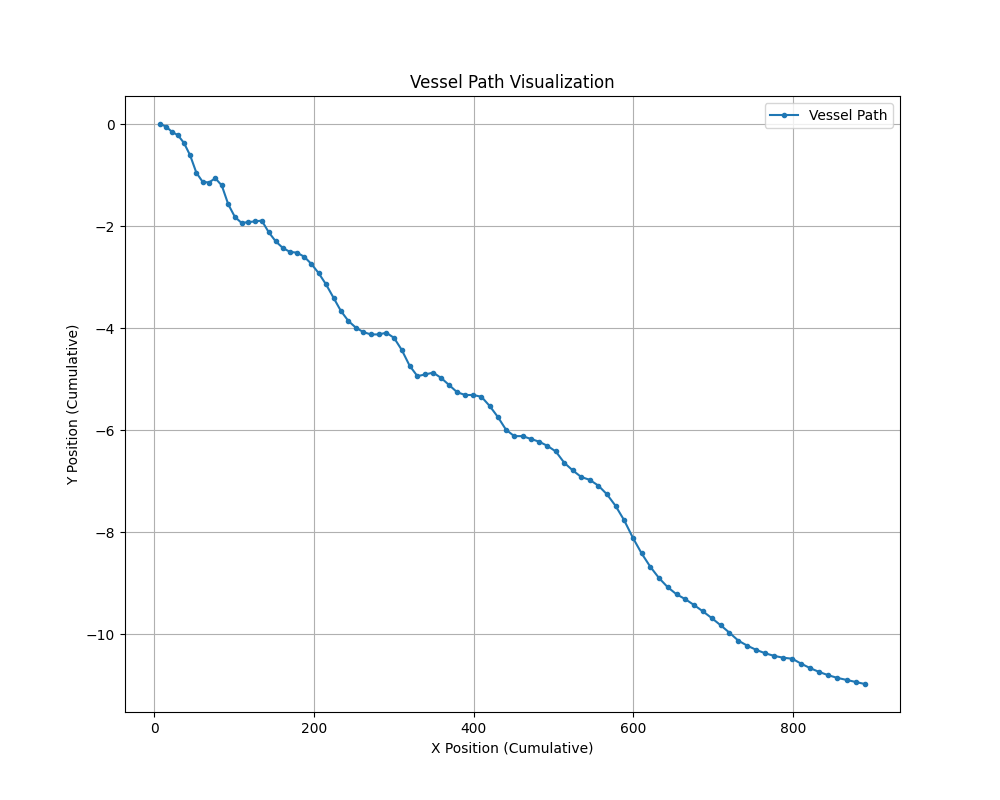 Vessel Path Visualization
Vessel Path
0
−2
−4
−6
−8
−10
Y Position (Cumulative)
0 200 400 600 800
X Position (Cumulative)